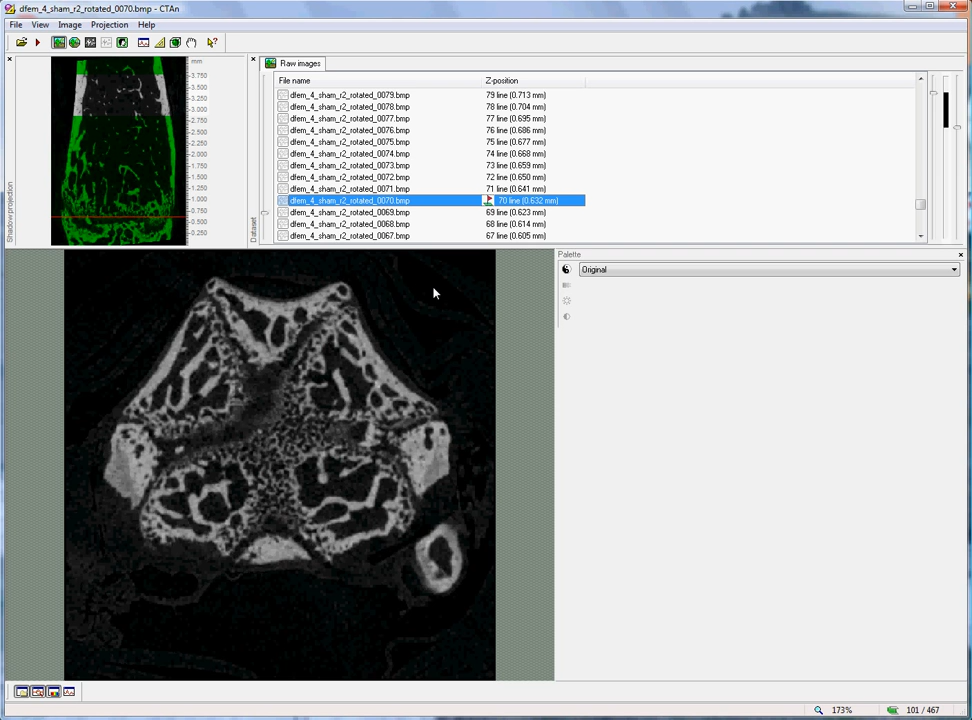 dfem_4_sham_r2_rotated_0070.bmp - CTAn
File View Image Projection Help
Shadow projection
mm
3.750
3.500
3.250
3.000
2.750
2.500
2.250
2.000
1.750
1.500
1.250
1.000
0.750
0.500
0.250
Dataset
Raw images
File name Z-position
dfem_4_sham_r2_rotated_0079.bmp 79 line (0.713 mm)
dfem_4_sham_r2_rotated_0078.bmp 78 line (0.704 mm)
dfem_4_sham_r2_rotated_0077.bmp 77 line (0.695 mm)
dfem_4_sham_r2_rotated_0076.bmp 76 line (0.686 mm)
dfem_4_sham_r2_rotated_0075.bmp 75 line (0.677 mm)
dfem_4_sham_r2_rotated_0074.bmp 74 line (0.668 mm)
dfem_4_sham_r2_rotated_0073.bmp 73 line (0.659 mm)
dfem_4_sham_r2_rotated_0072.bmp 72 line (0.650 mm)
dfem_4_sham_r2_rotated_0071.bmp 71 line (0.641 mm)
dfem_4_sham_r2_rotated_0070.bmp 70 line (0.632 mm)
dfem_4_sham_r2_rotated_0069.bmp 69 line (0.623 mm)
dfem_4_sham_r2_rotated_0068.bmp 68 line (0.614 mm)
dfem_4_sham_r2_rotated_0067.bmp 67 line (0.605 mm)
Palette
Original
173% 101 / 467